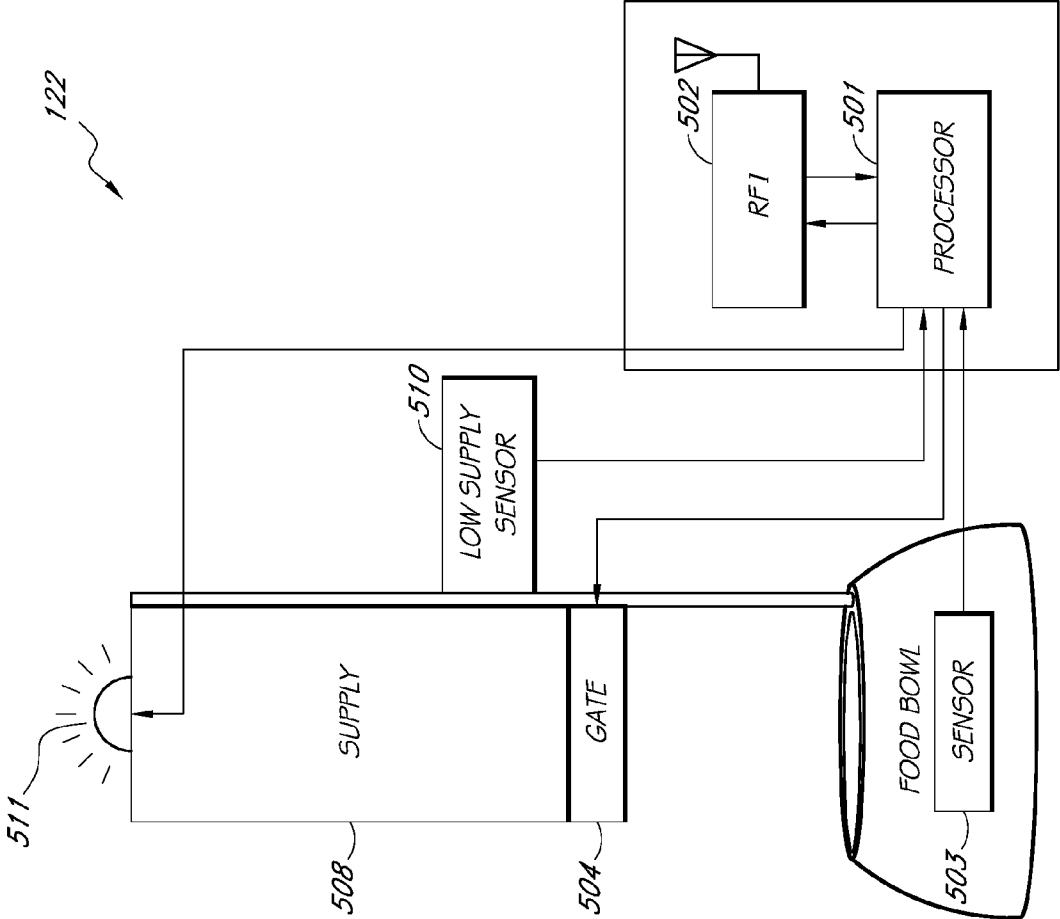 122
511
502
RF1
501
PROCESSOR
510
LOW SUPPLY
SENSOR
SUPPLY
508
GATE
504
FOOD BOWL
SENSOR
503